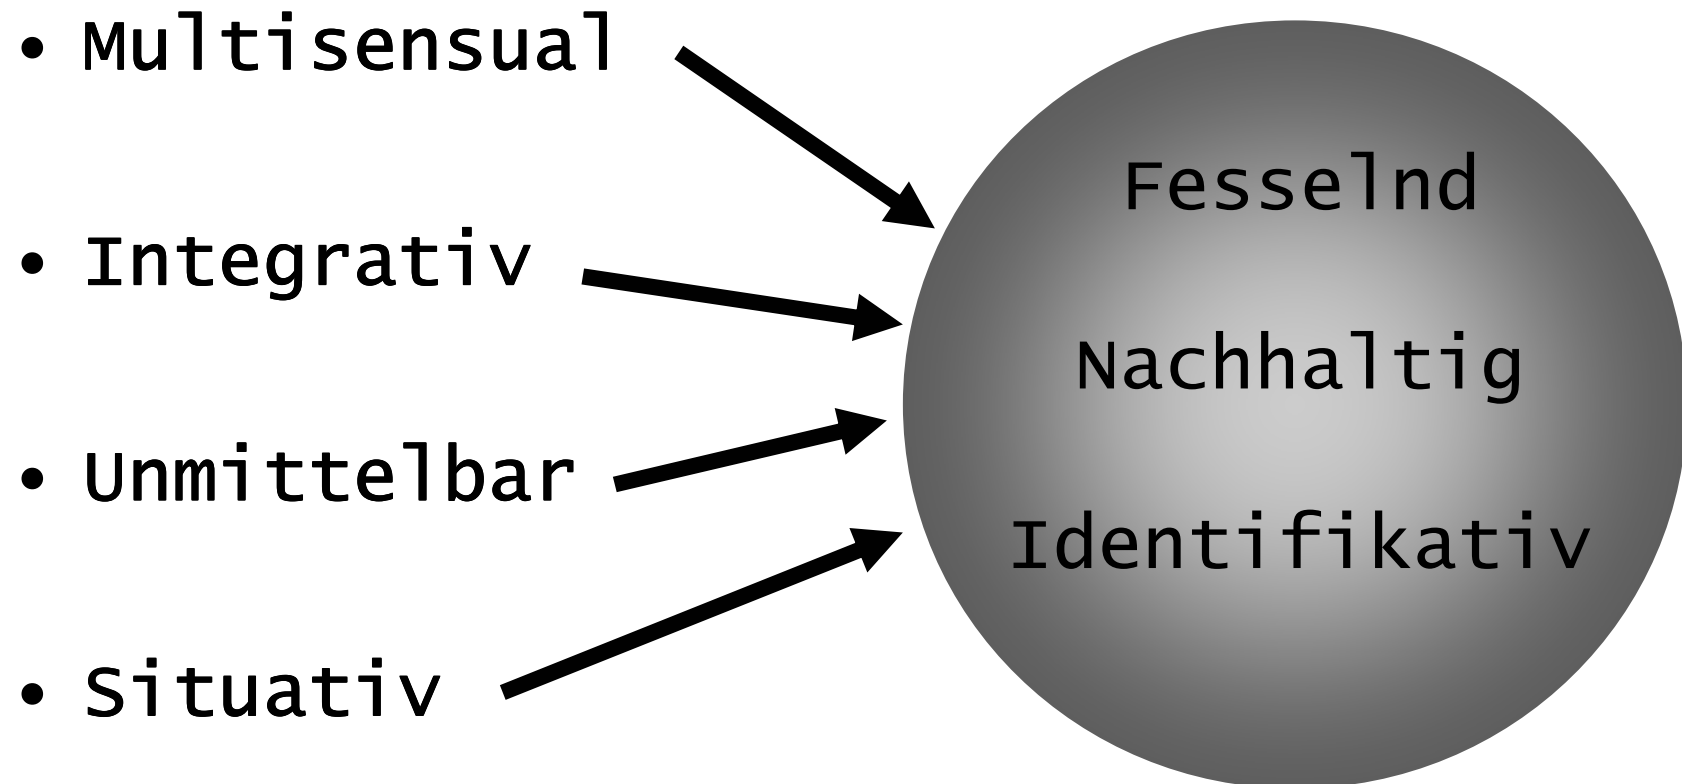 • Multisensual
• Integrativ
• Unmittelbar
• Situativ
Fesselnd
Nachhaltig
Identifikativ